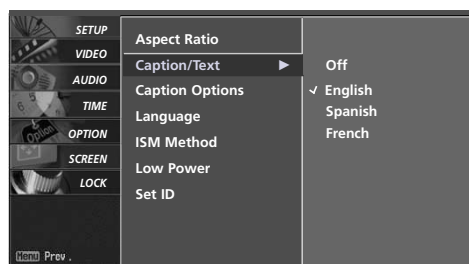 SETUP
VIDEO
AUDIO
TIME
OPTION
SCREEN
LOCK
Menu Prev.
Aspect Ratio
Caption/Text ►
Caption Options
Language
ISM Method
Low Power
Set ID
Off
✓ English
Spanish
French